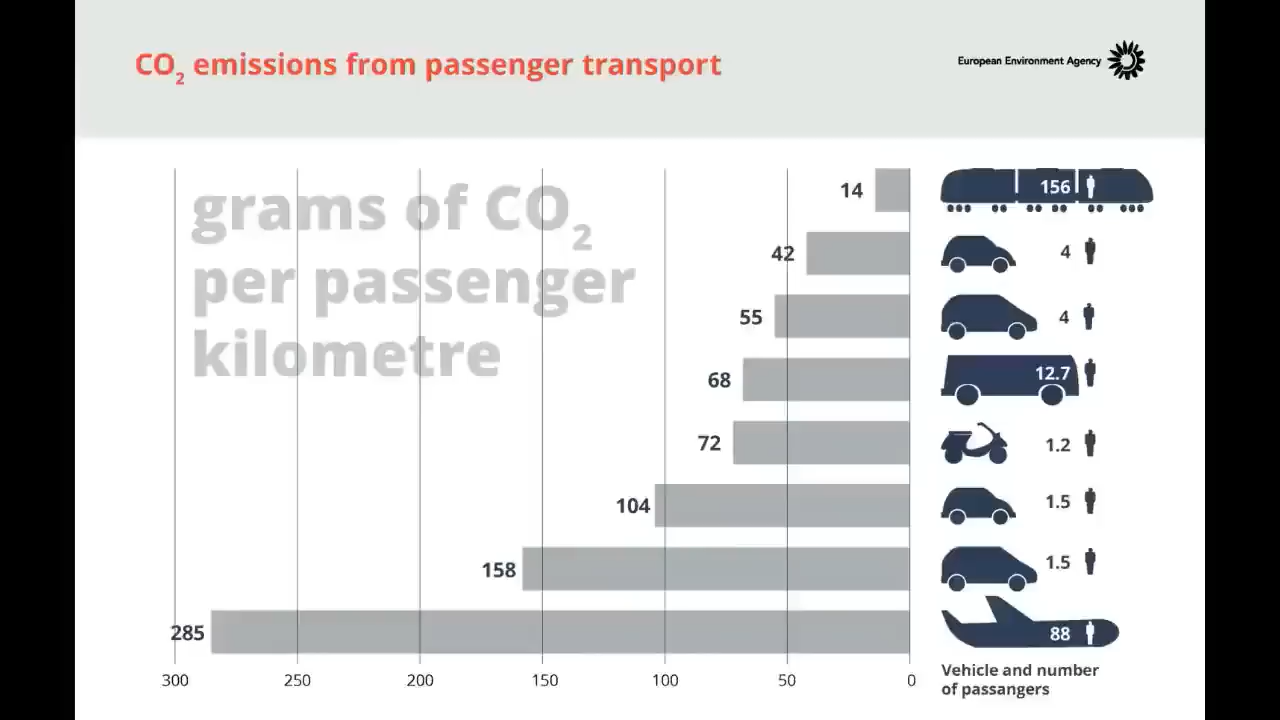 CO2 emissions from passenger transport
European Environment Agency
grams of CO2
per passenger
kilometre
14 156
42 4
55 4
68 12.7
72 1.2
104 1.5
158 1.5
285 88
300 250 200 150 100 50 0
Vehicle and number
of passangers